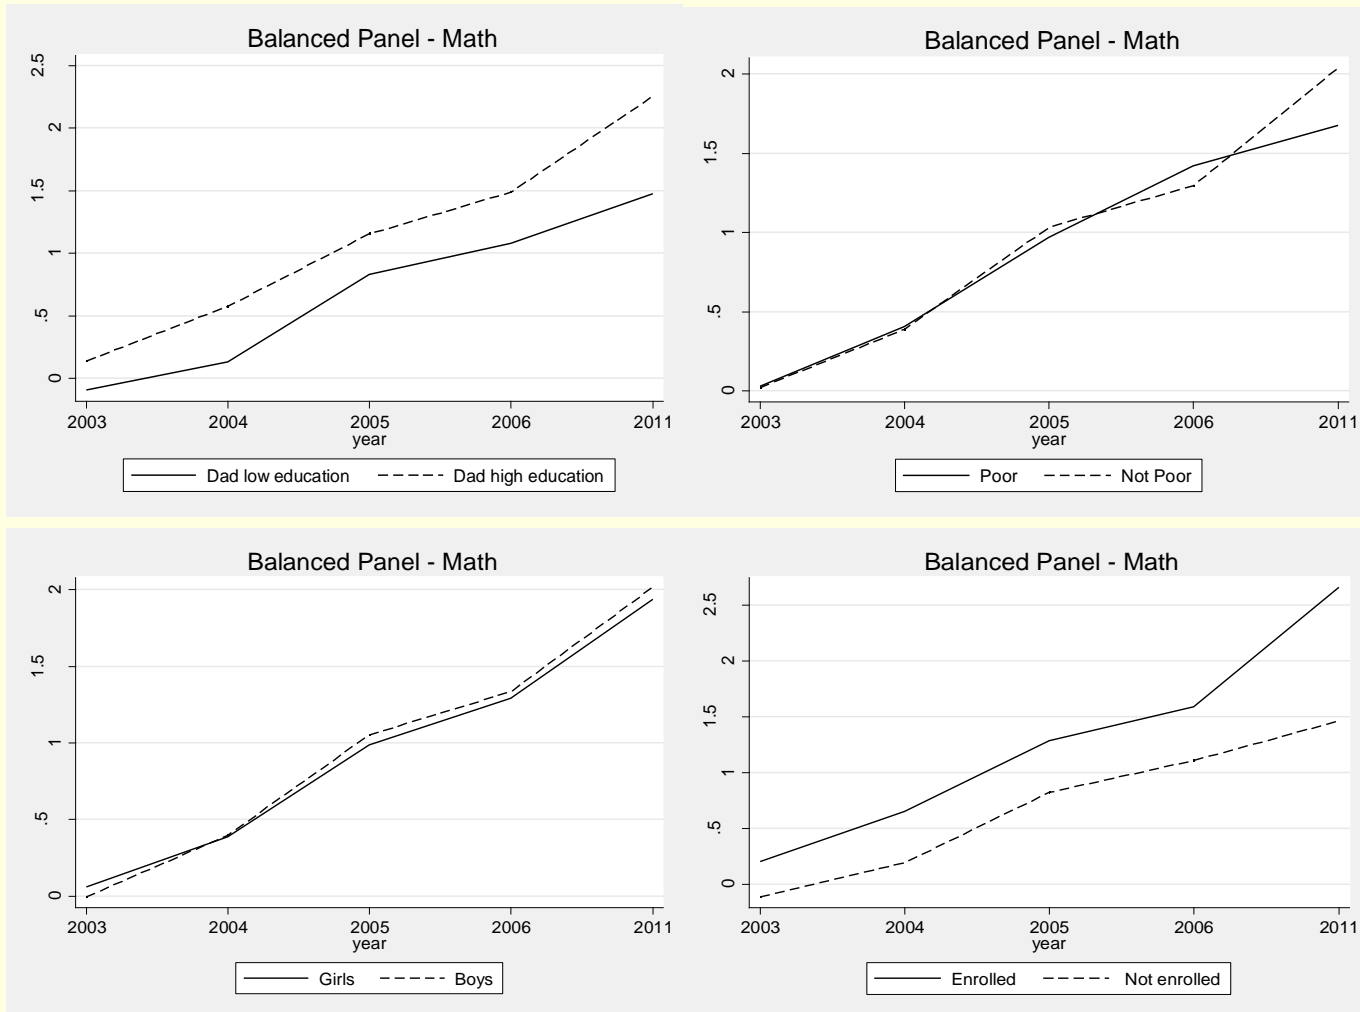 Balanced Panel - Math
2.5
2
1.5
1
.5
0
2003 2004 2005 2006 2011
year
Dad low education Dad high education
Balanced Panel - Math
2
1.5
1
.5
0
2003 2004 2005 2006 2011
year
Poor Not Poor
Balanced Panel - Math
2
1.5
1
.5
0
2003 2004 2005 2006 2011
year
Girls Boys
Balanced Panel - Math
2.5
2
1.5
1
.5
0
2003 2004 2005 2006 2011
year
Enrolled Not enrolled